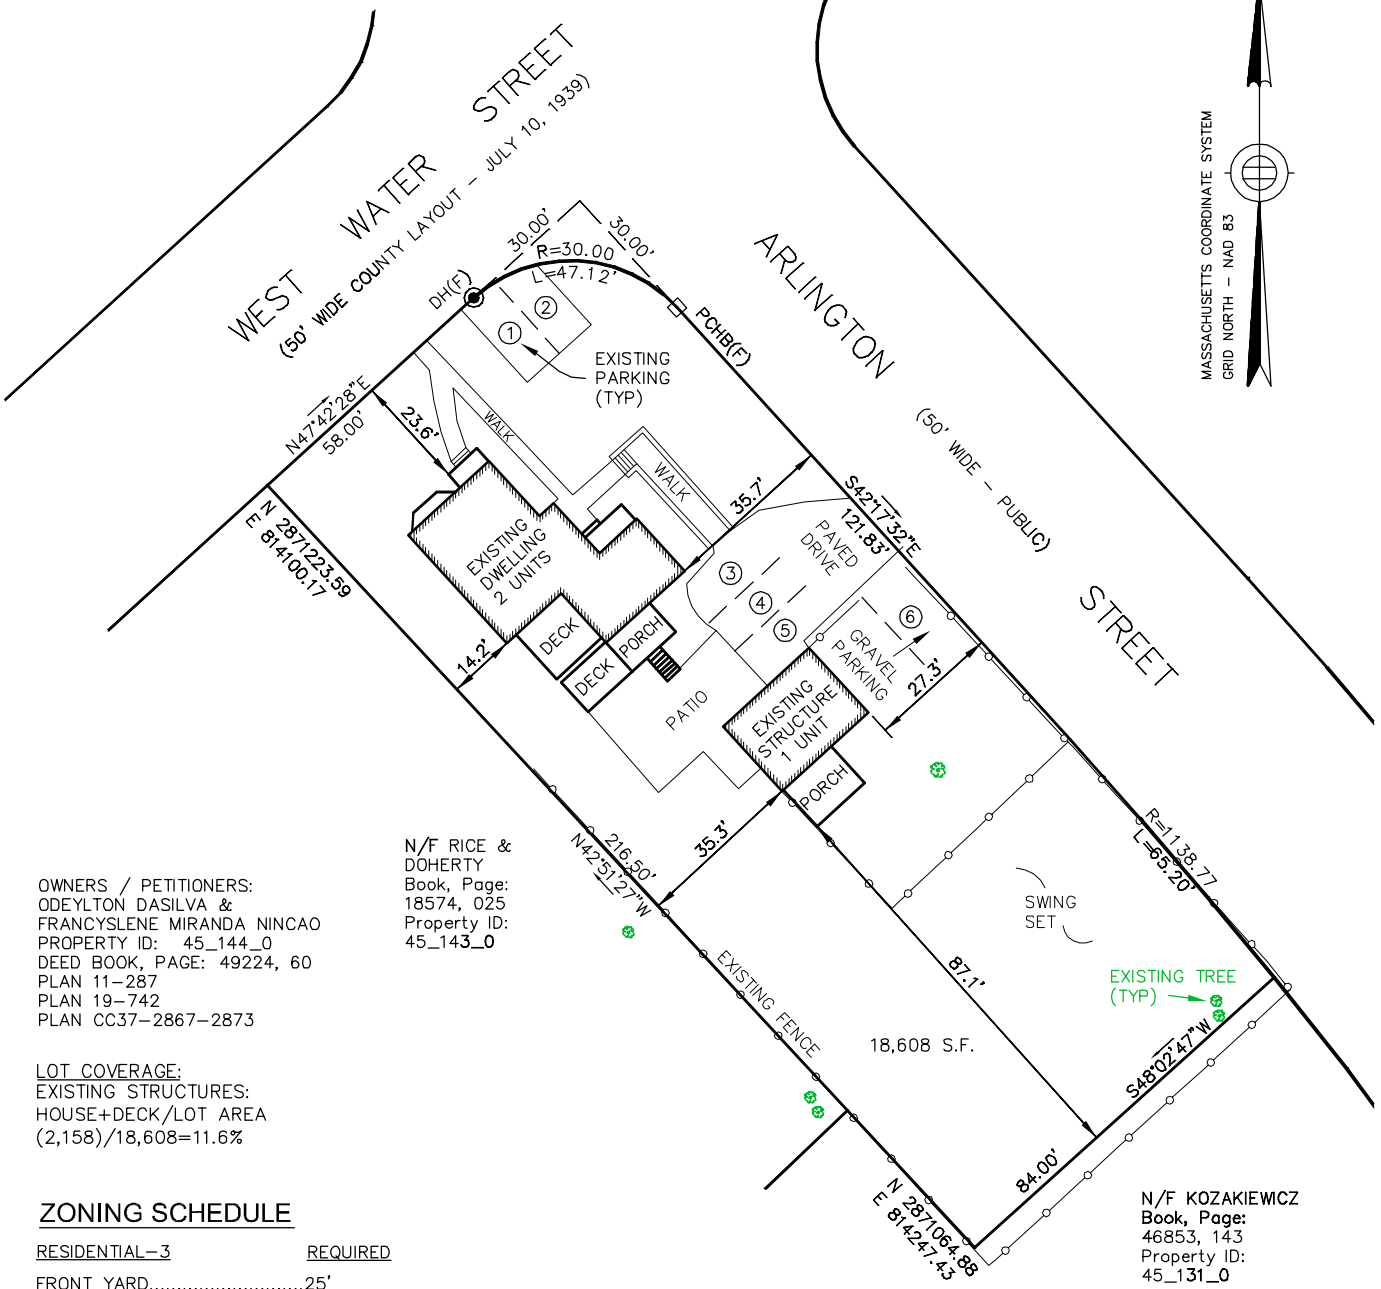 WEST WATER STREET
(50' WIDE COUNTY LAYOUT - JULY 10, 1939)
ARLINGTON STREET
(50' WIDE - PUBLIC)
MASSACHUSETTS COORDINATE SYSTEM
GRID NORTH - NAD 83
30.00'
30.00'
R=30.00
L=47.12'
DH(F)
PCHB(F)
1
2
EXISTING
PARKING
(TYP)
N47°42'28"E
58.00'
23.6'
WALK
WALK
35.7'
S42°17'32"E
121.83'
N 2871223.59
E 814100.17
EXISTING
DWELLING
2 UNITS
PAVED
DRIVE
3
4
5
6
GRAVEL
PARKING
27.3'
14.2'
DECK
DECK
PORCH
PATIO
EXISTING
STRUCTURE
1 UNIT
PORCH
35.3'
216.50'
N42°51'27"W
R=1138.77
L=65.20'
SWING
SET
EXISTING TREE
(TYP)
87.1'
EXISTING FENCE
18,608 S.F.
S48°02'47"W
84.00'
N 2871064.88
E 814247.43
N/F RICE &
DOHERTY
Book, Page:
18574, 025
Property ID:
45_143_0
OWNERS / PETITIONERS:
ODEYLTON DASILVA &
FRANCYSLENE MIRANDA NINCAO
PROPERTY ID: 45_144_0
DEED BOOK, PAGE: 49224, 60
PLAN 11-287
PLAN 19-742
PLAN CC37-2867-2873
LOT COVERAGE:
EXISTING STRUCTURES:
HOUSE+DECK/LOT AREA
(2,158)/18,608=11.6%
N/F KOZAKIEWICZ
Book, Page:
46853, 143
Property ID:
45_131_0
ZONING SCHEDULE
RESIDENTIAL-3 REQUIRED
FRONT YARD..........................25'